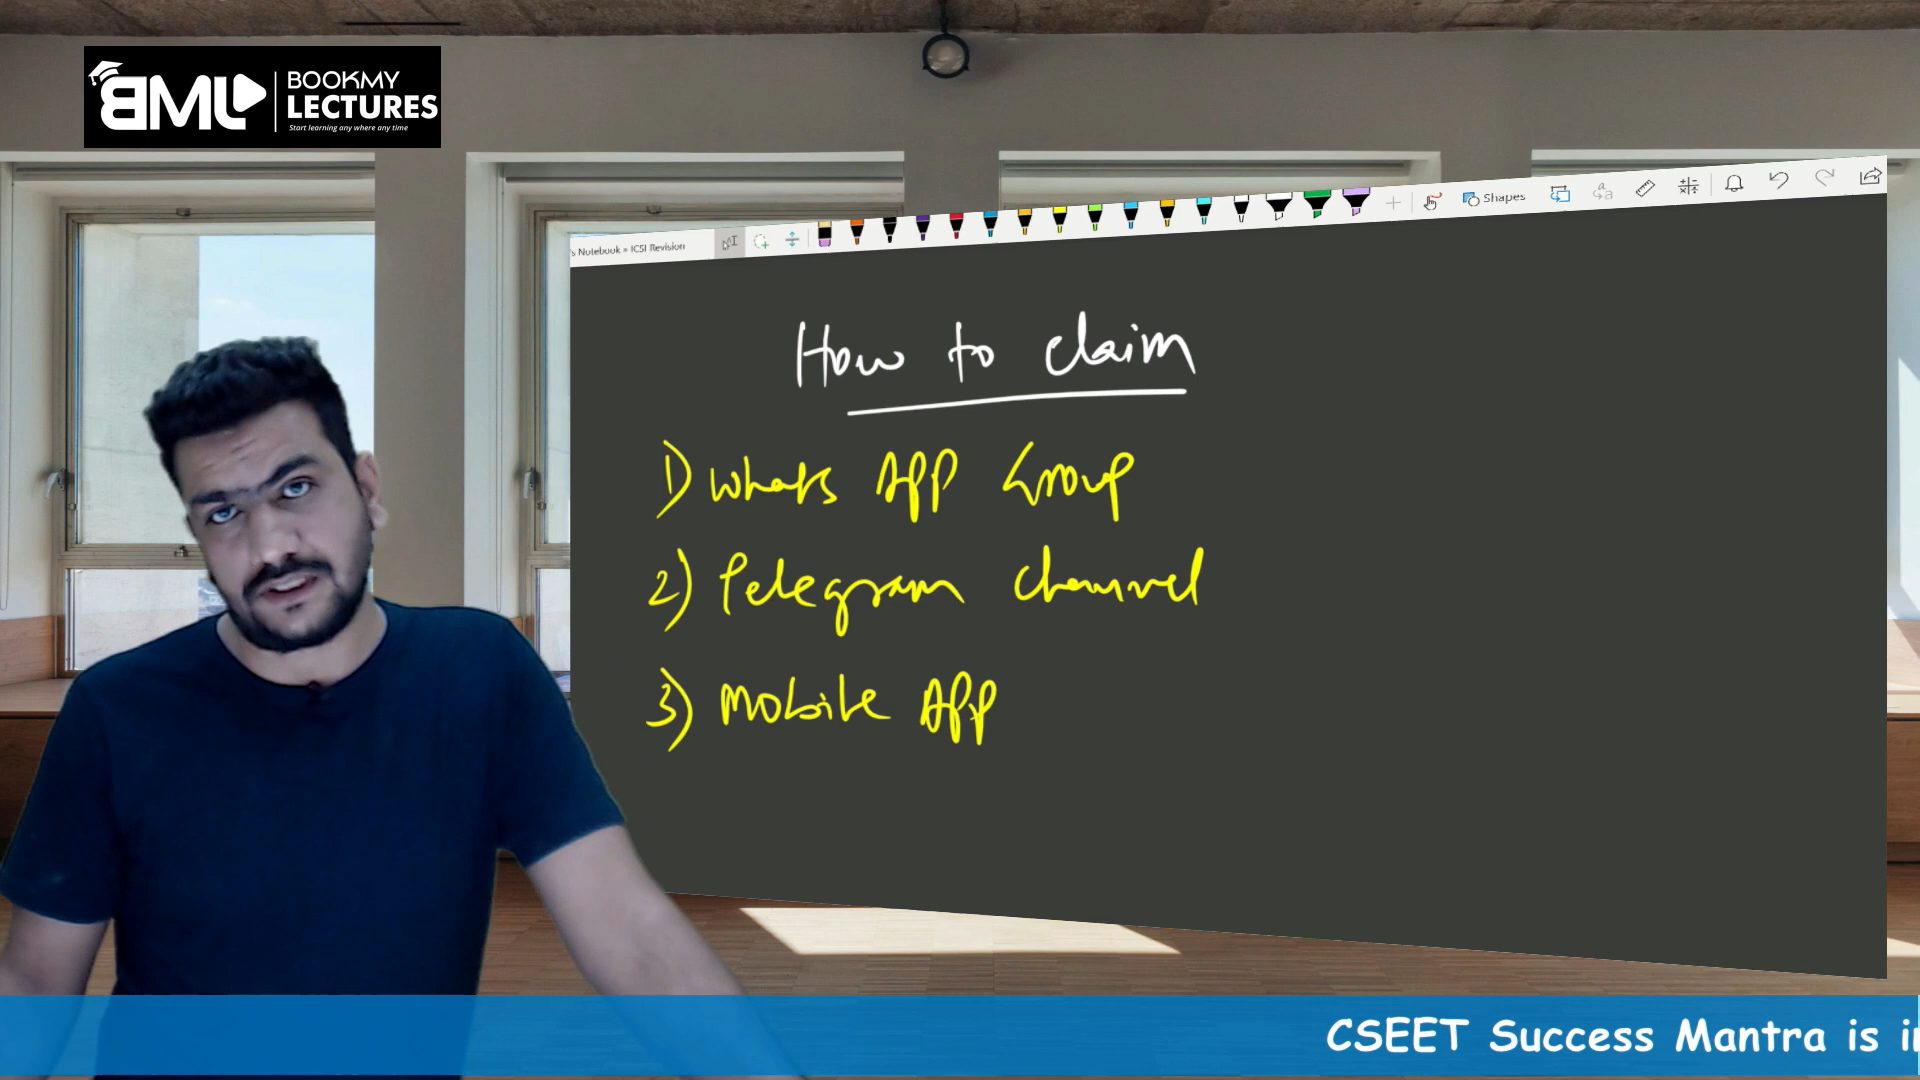 BML
BOOKMY
LECTURES
Start learning any where any time
's Notebook » ICSI Revision
Shapes
How to claim
1) Whats App Group
2) Telegram channel
3) Mobile App
CSEET Success Mantra is